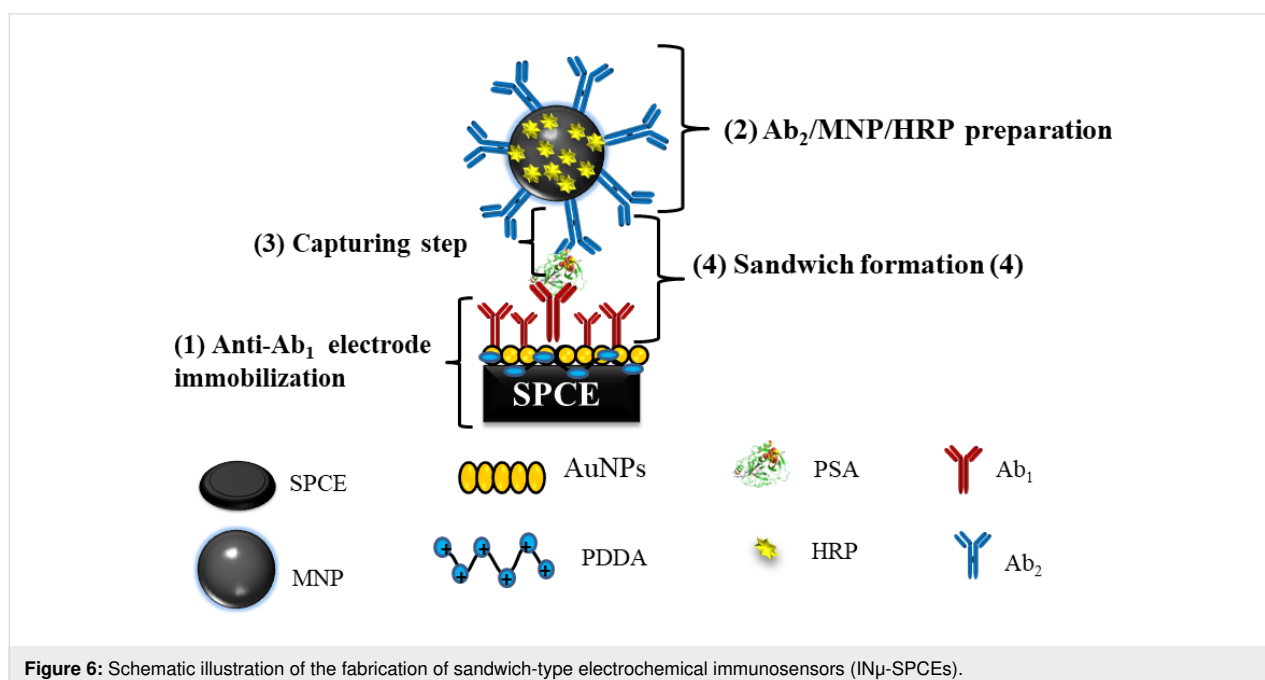 (2) Ab₂/MNP/HRP preparation
(3) Capturing step
(4) Sandwich formation (4)
(1) Anti-Ab₁ electrode
immobilization
SPCE
SPCE
AuNPs
PSA
Ab₁
MNP
PDDA
HRP
Ab₂
Figure 6: Schematic illustration of the fabrication of sandwich-type electrochemical immunosensors (INμ-SPCEs).